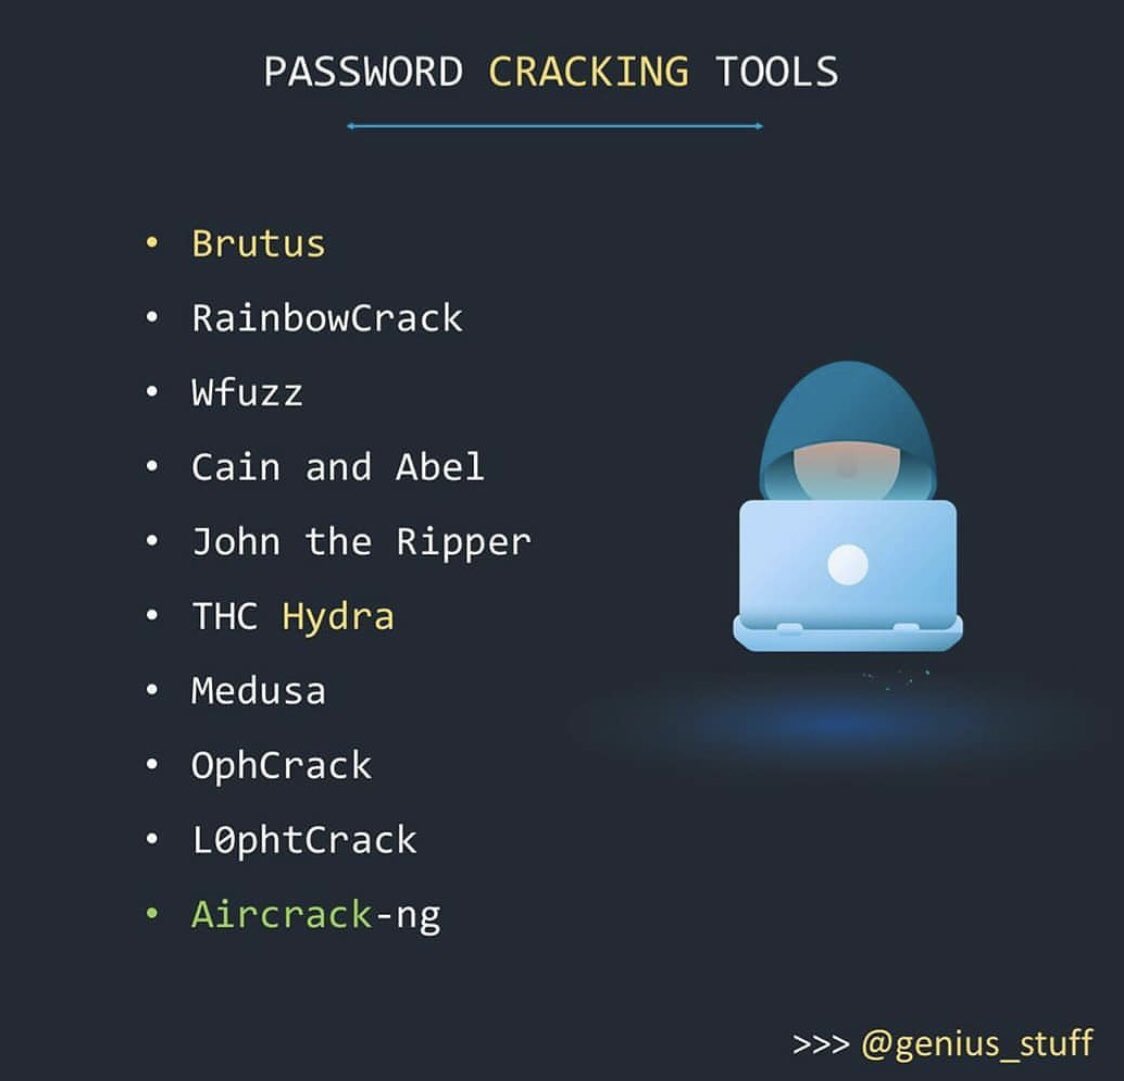 PASSWORD CRACKING TOOLS
• Brutus
• RainbowCrack
• Wfuzz
• Cain and Abel
• John the Ripper
• THC Hydra
• Medusa
• OphCrack
• L0phtCrack
• Aircrack-ng
>>> @genius_stuff